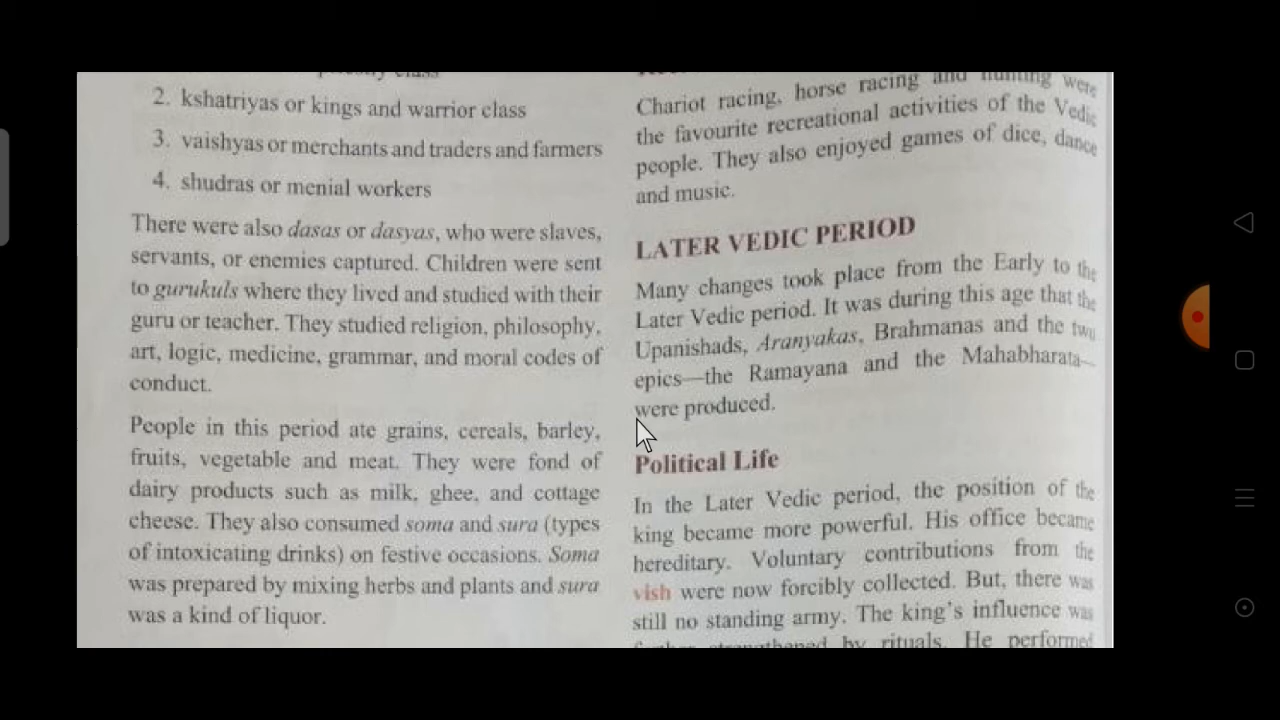 2. kshatriyas or kings and warrior class
3. vaishyas or merchants and traders and farmers
4. shudras or menial workers
There were also dasas or dasyas, who were slaves,
servants, or enemies captured. Children were sent
to gurukuls where they lived and studied with their
guru or teacher. They studied religion, philosophy,
art, logic, medicine, grammar, and moral codes of
conduct.
People in this period ate grains, cereals, barley,
fruits, vegetable and meat. They were fond of
dairy products such as milk, ghee, and cottage
cheese. They also consumed soma and sura (types
of intoxicating drinks) on festive occasions. Soma
was prepared by mixing herbs and plants and sura
was a kind of liquor.
Chariot racing, horse racing and hunting were
the favourite recreational activities of the Vedic
people. They also enjoyed games of dice, dance
and music.
LATER VEDIC PERIOD
Many changes took place from the Early to the
Later Vedic period. It was during this age that the
Upanishads, Aranyakas, Brahmanas and the two
epics—the Ramayana and the Mahabharata—
were produced.
Political Life
In the Later Vedic period, the position of the
king became more powerful. His office became
hereditary. Voluntary contributions from the
vish were now forcibly collected. But, there was
still no standing army. The king's influence was
strengthened by rituals. He performed